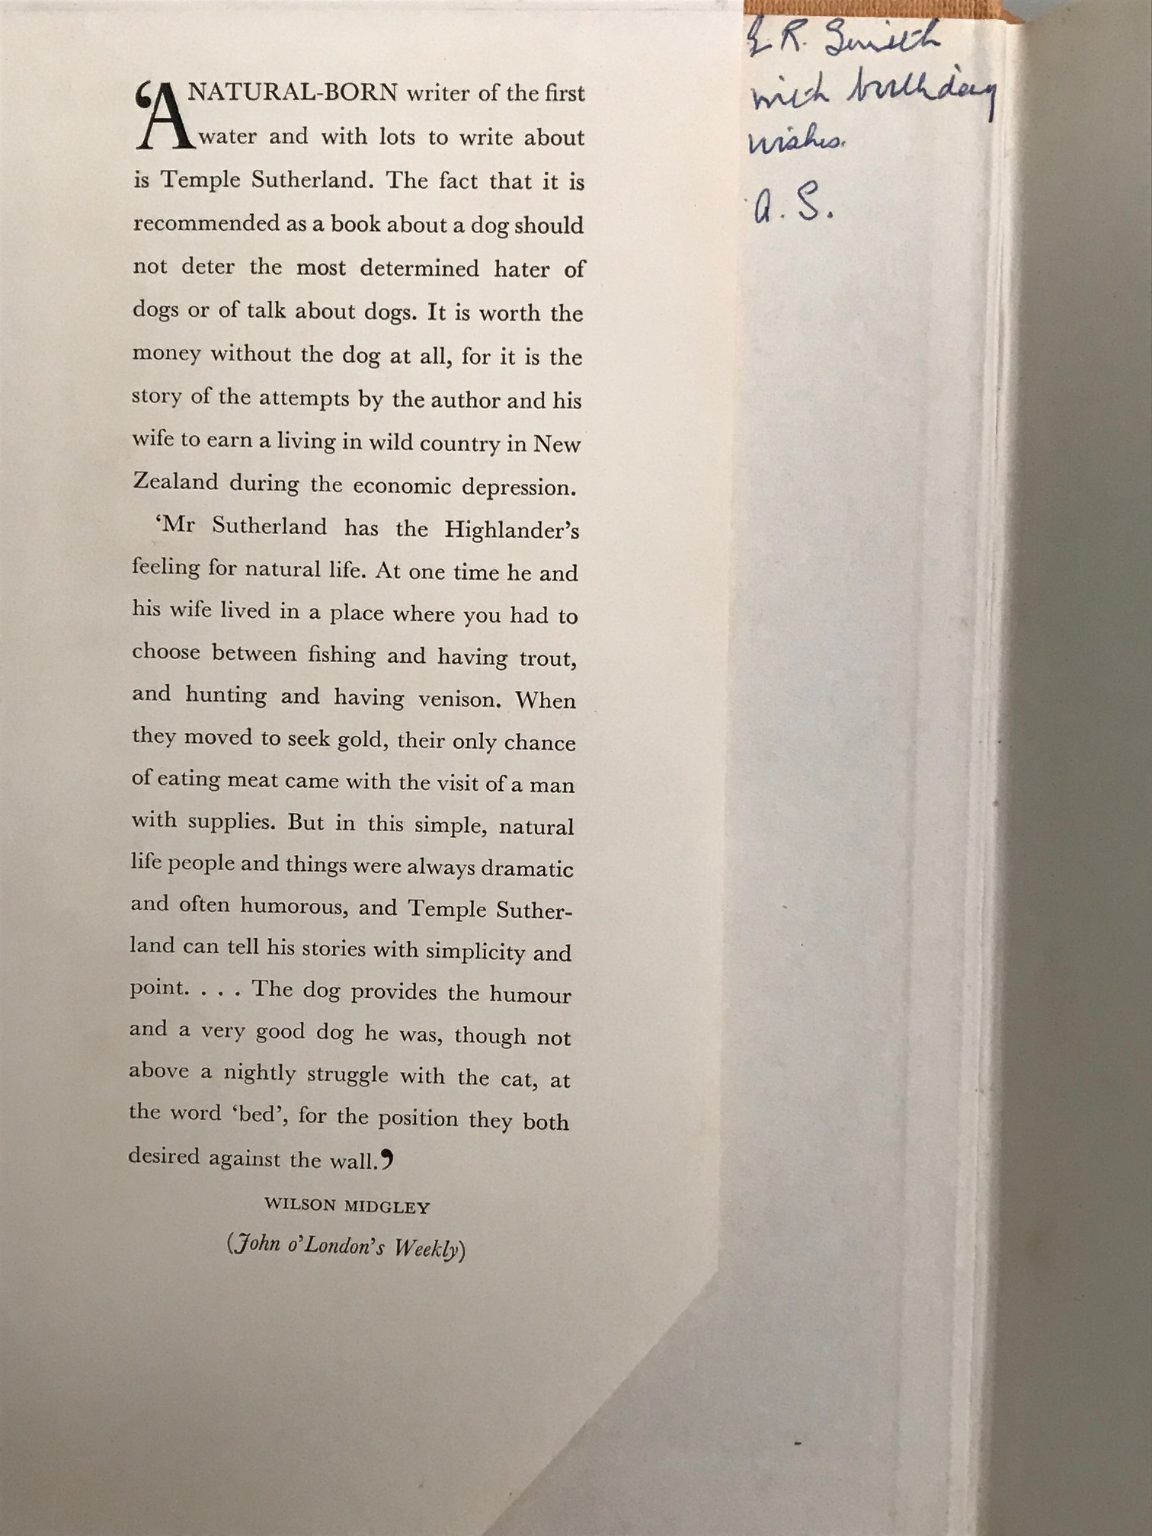 ‘A NATURAL-BORN writer of the first
water and with lots to write about
is Temple Sutherland. The fact that it is
recommended as a book about a dog should
not deter the most determined hater of
dogs or of talk about dogs. It is worth the
money without the dog at all, for it is the
story of the attempts by the author and his
wife to earn a living in wild country in New
Zealand during the economic depression.
‘Mr Sutherland has the Highlander’s
feeling for natural life. At one time he and
his wife lived in a place where you had to
choose between fishing and having trout,
and hunting and having venison. When
they moved to seek gold, their only chance
of eating meat came with the visit of a man
with supplies. But in this simple, natural
life people and things were always dramatic
and often humorous, and Temple Suther-
land can tell his stories with simplicity and
point. . . . The dog provides the humour
and a very good dog he was, though not
above a nightly struggle with the cat, at
the word ‘bed’, for the position they both
desired against the wall.’
WILSON MIDGLEY
(John o’London’s Weekly)
R. Smith
with birthday
wishes.
A. S.